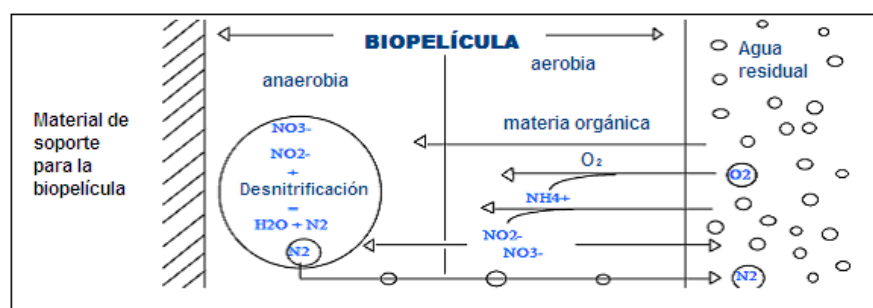 BIOPELÍCULA
anaerobia
aerobia
Agua
residual
Material de
soporte
para la
biopelícula
NO3-
NO2-
+
Desnitrificación
=
H2O + N2
N2
materia orgánica
O2
NH4+
NO2-
NO3-
O2
N2